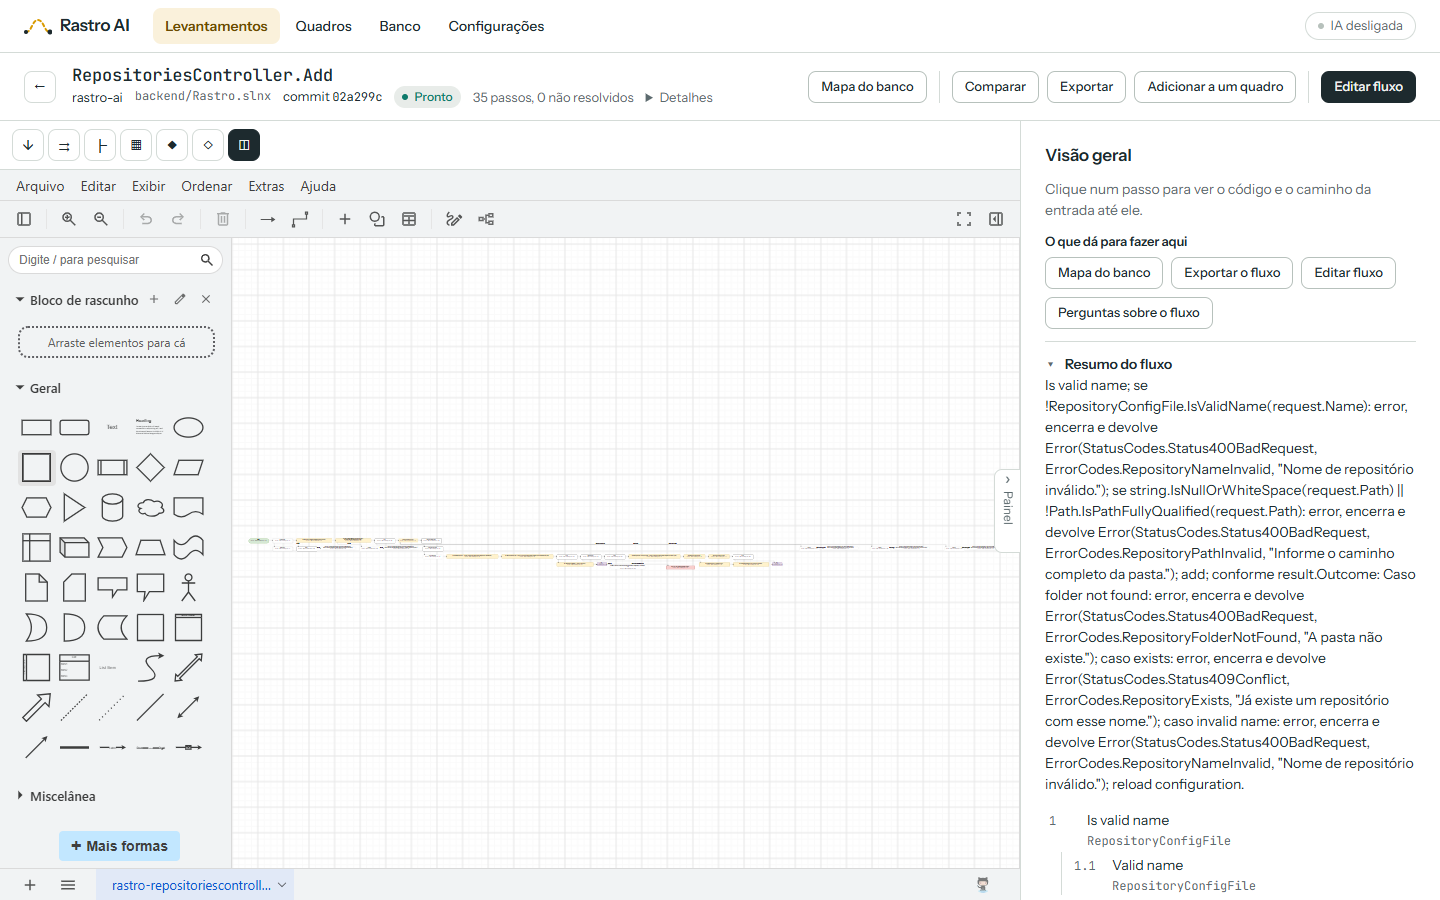 Rastro AI
Levantamentos
Quadros
Banco
Configurações
IA desligada
RepositoriesController.Add
rastro-ai backend/Rastro.slnx commit 02a299c Pronto 35 passos, 0 não resolvidos Detalhes
Mapa do banco
Comparar
Exportar
Adicionar a um quadro
Editar fluxo
Arquivo Editar Exibir Ordenar Extras Ajuda
Digite / para pesquisar
Bloco de rascunho
Arraste elementos para cá
Geral
Text
Heading
Miscelânea
+ Mais formas
rastro-repositoriescontroll...
Painel
Visão geral
Clique num passo para ver o código e o caminho da
entrada até ele.
O que dá para fazer aqui
Mapa do banco
Exportar o fluxo
Editar fluxo
Perguntas sobre o fluxo
Resumo do fluxo
Is valid name; se
!RepositoryConfigFile.IsValidName(request.Name): error,
encerra e devolve
Error(StatusCodes.Status400BadRequest,
ErrorCodes.RepositoryNameInvalid, "Nome de repositório
inválido."); se string.IsNullOrWhiteSpace(request.Path) ||
!Path.IsPathFullyQualified(request.Path): error, encerra e
devolve Error(StatusCodes.Status400BadRequest,
ErrorCodes.RepositoryPathInvalid, "Informe o caminho
completo da pasta."); add; conforme result.Outcome: Caso
folder not found: error, encerra e devolve
Error(StatusCodes.Status400BadRequest,
ErrorCodes.RepositoryFolderNotFound, "A pasta não
existe."); caso exists: error, encerra e devolve
Error(StatusCodes.Status409Conflict,
ErrorCodes.RepositoryExists, "Já existe um repositório
com esse nome."); caso invalid name: error, encerra e
devolve Error(StatusCodes.Status400BadRequest,
ErrorCodes.RepositoryNameInvalid, "Nome de repositório
inválido."); reload configuration.
1 Is valid name
RepositoryConfigFile
1.1 Valid name
RepositoryConfigFile